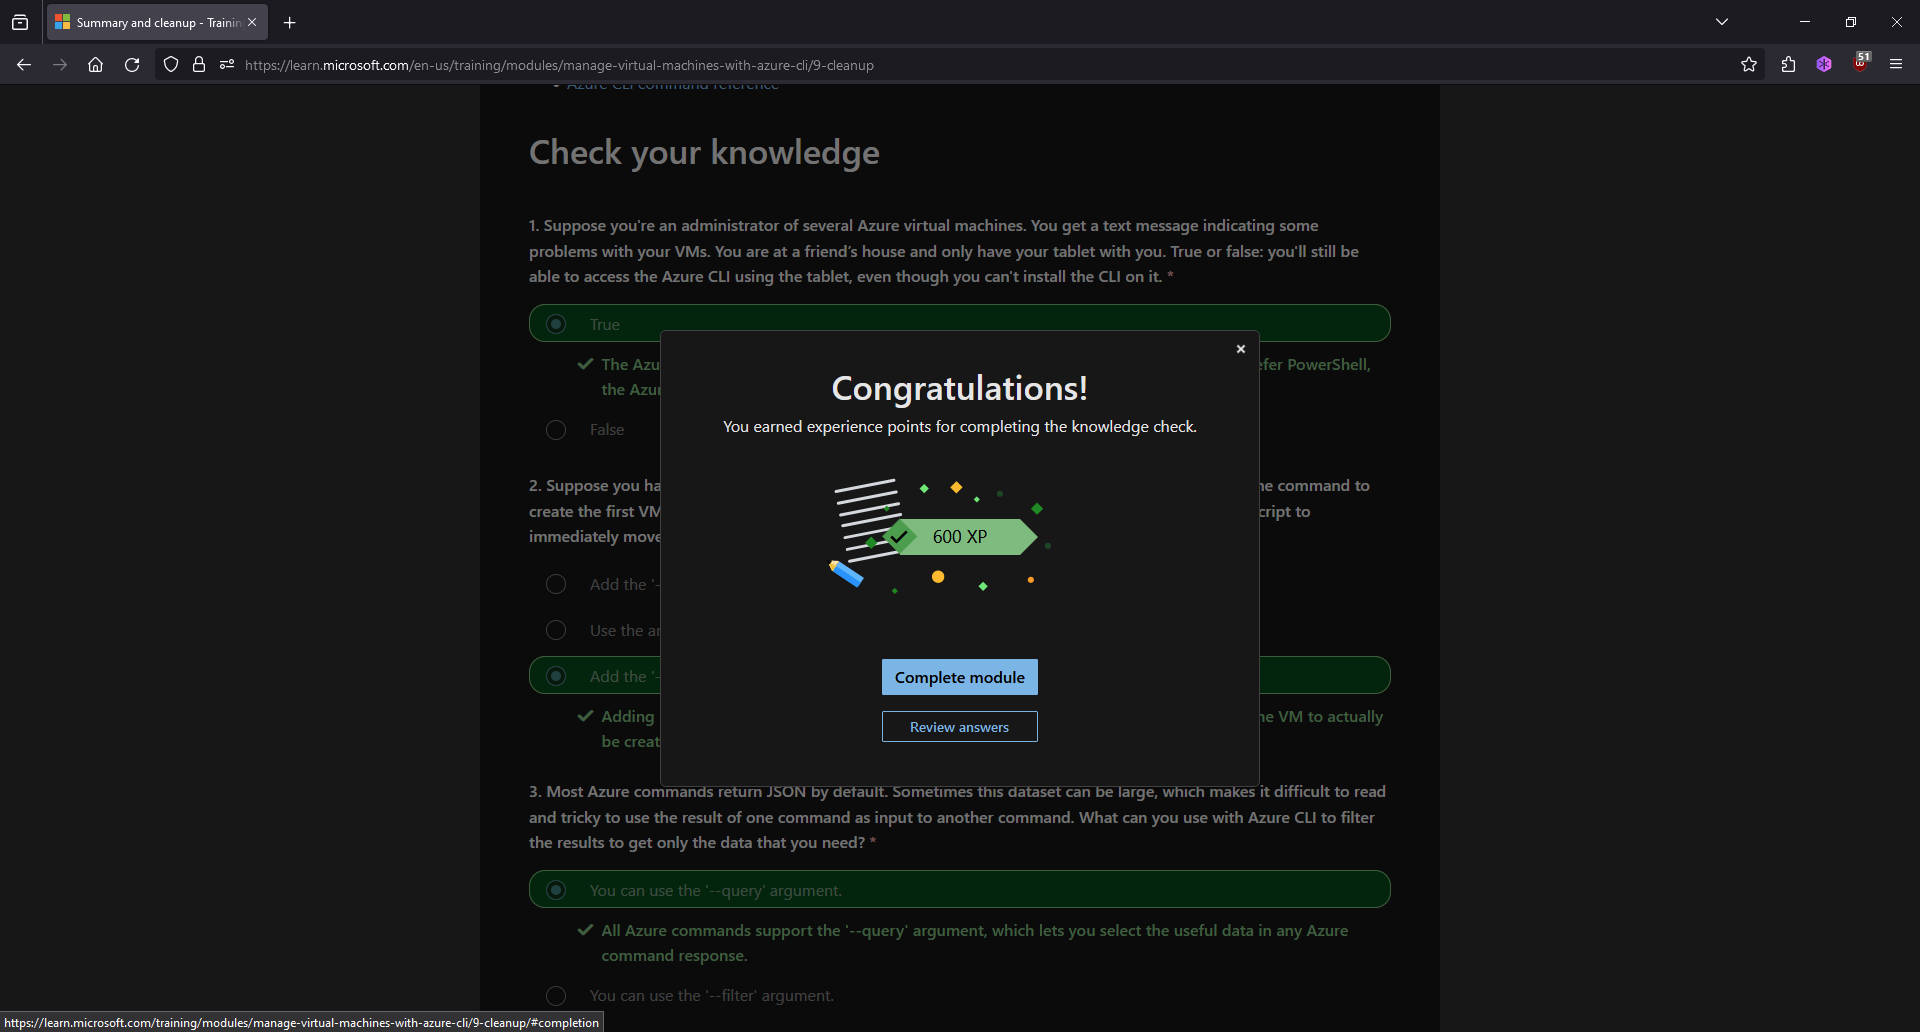 Summary and cleanup - Trainin
51
https://learn.microsoft.com/en-us/training/modules/manage-virtual-machines-with-azure-cli/9-cleanup
Azure CLI command reference
Check your knowledge
1. Suppose you're an administrator of several Azure virtual machines. You get a text message indicating some
problems with your VMs. You are at a friend's house and only have your tablet with you. True or false: you'll still be
able to access the Azure CLI using the tablet, even though you can't install the CLI on it. *
True
The Azu efer PowerShell,
the Azur
False
Congratulations!
You earned experience points for completing the knowledge check.
600 XP
Complete module
Review answers
2. Suppose you ha he command to
create the first VM cript to
immediately move
Add the '-
Use the ar
Add the '-
Adding he VM to actually
be creat
3. Most Azure commands return JSON by default. Sometimes this dataset can be large, which makes it difficult to read
and tricky to use the result of one command as input to another command. What can you use with Azure CLI to filter
the results to get only the data that you need? *
You can use the '--query' argument.
All Azure commands support the '--query' argument, which lets you select the useful data in any Azure
command response.
You can use the '--filter' argument.
https://learn.microsoft.com/training/modules/manage-virtual-machines-with-azure-cli/9-cleanup/#completion